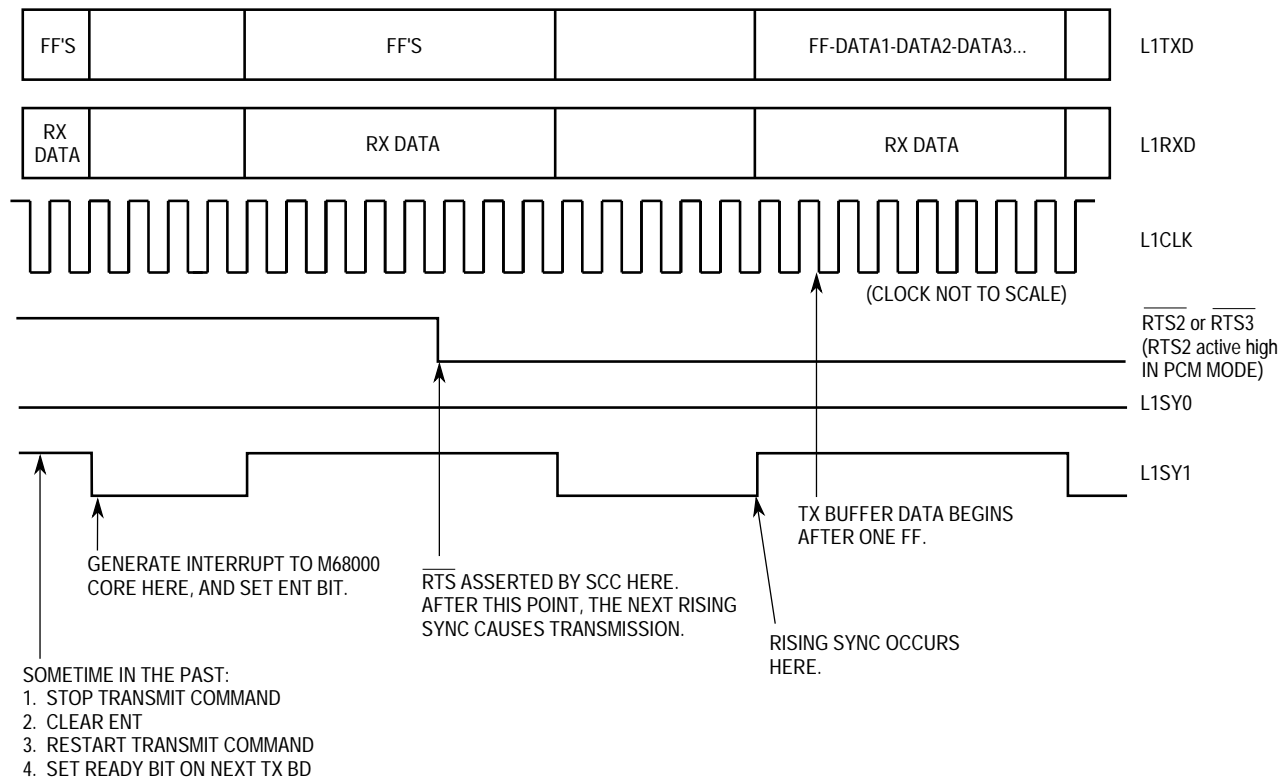 FF'S
FF'S
FF-DATA1-DATA2-DATA3...
L1TXD
RX
DATA
RX DATA
RX DATA
L1RXD
L1CLK
(CLOCK NOT TO SCALE)
RTS2 or RTS3
(RTS2 active high
IN PCM MODE)
L1SY0
L1SY1
TX BUFFER DATA BEGINS
AFTER ONE FF.
GENERATE INTERRUPT TO M68000
CORE HERE, AND SET ENT BIT.
RTS ASSERTED BY SCC HERE.
AFTER THIS POINT, THE NEXT RISING
SYNC CAUSES TRANSMISSION.
RISING SYNC OCCURS
HERE.
SOMETIME IN THE PAST:
1. STOP TRANSMIT COMMAND
2. CLEAR ENT
3. RESTART TRANSMIT COMMAND
4. SET READY BIT ON NEXT TX BD